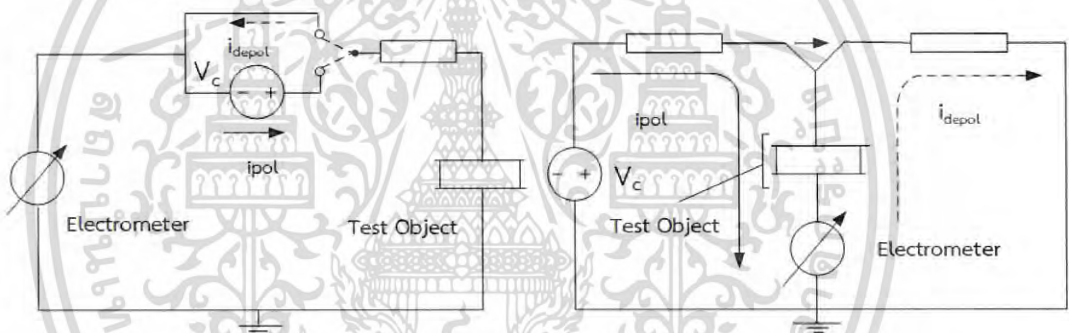 i_depol
V_c
- +
ipol
Electrometer
Test Object
i_depol
ipol
- +
V_c
Test Object
Electrometer